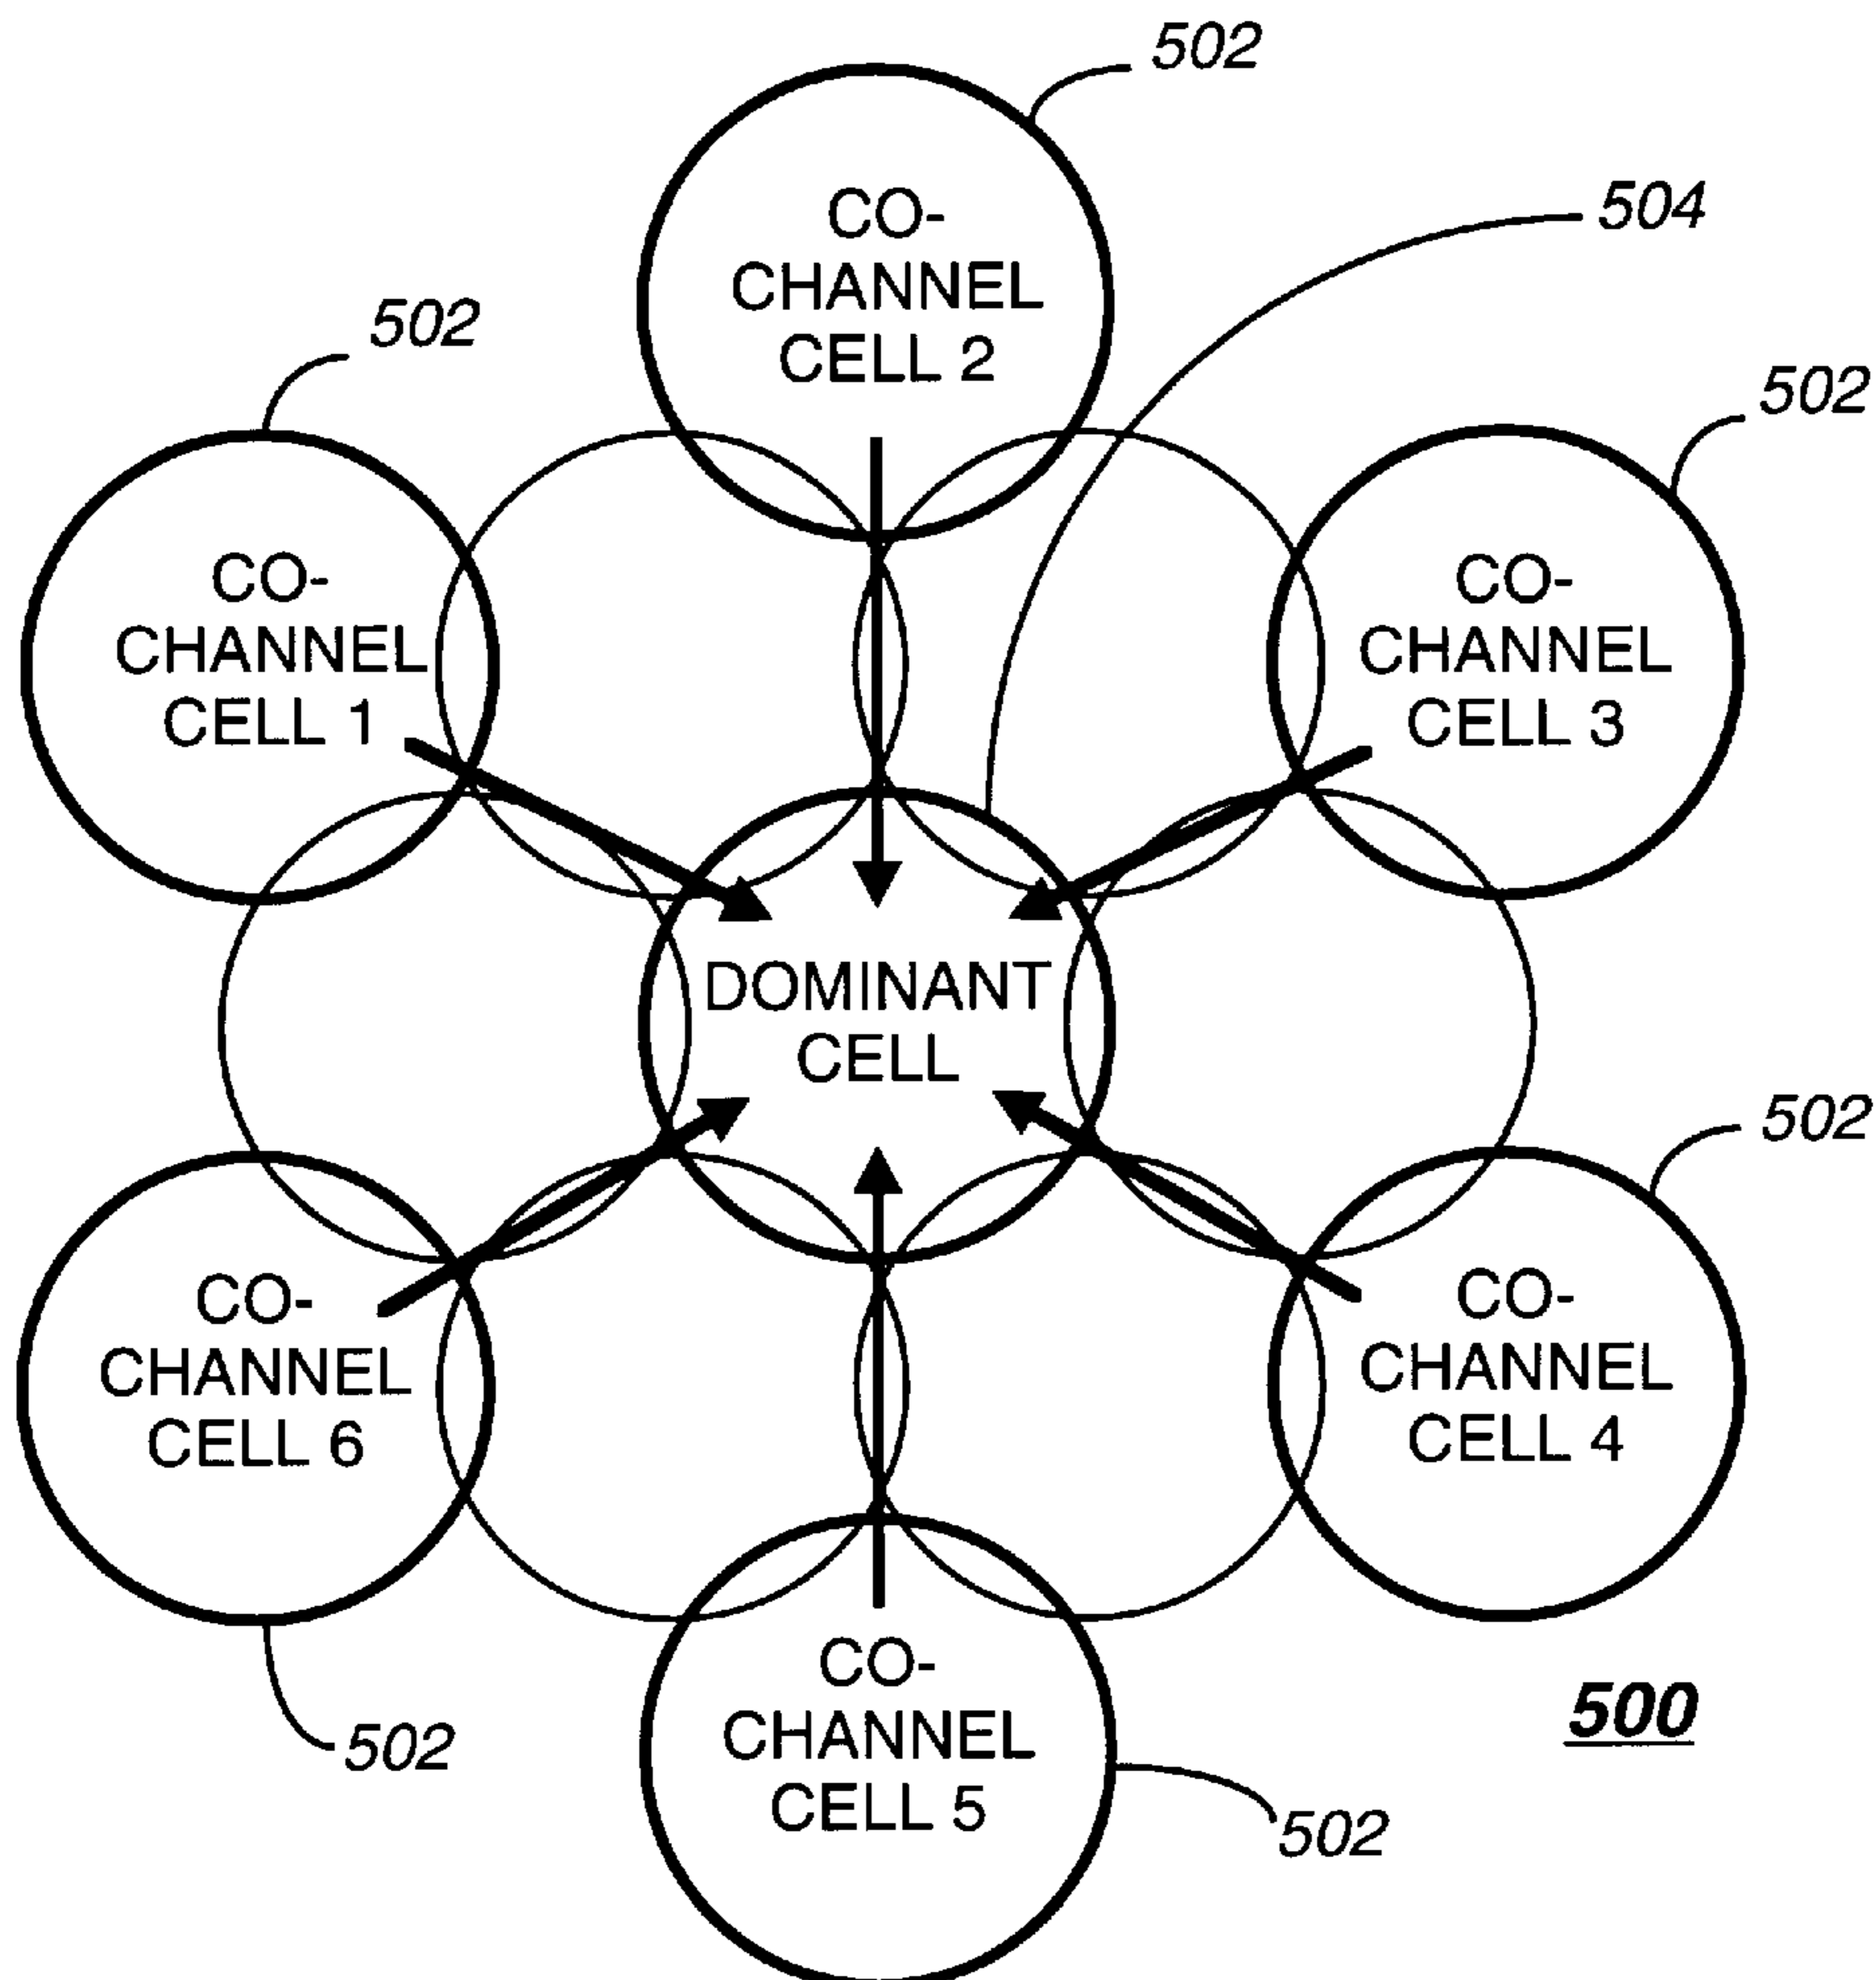 502
CO-
CHANNEL
CELL 2
504
502
502
CO-
CHANNEL
CELL 1
CO-
CHANNEL
CELL 3
DOMINANT
CELL
502
CO-
CHANNEL
CELL 6
CO-
CHANNEL
CELL 4
CO-
CHANNEL
CELL 5
500
502
502